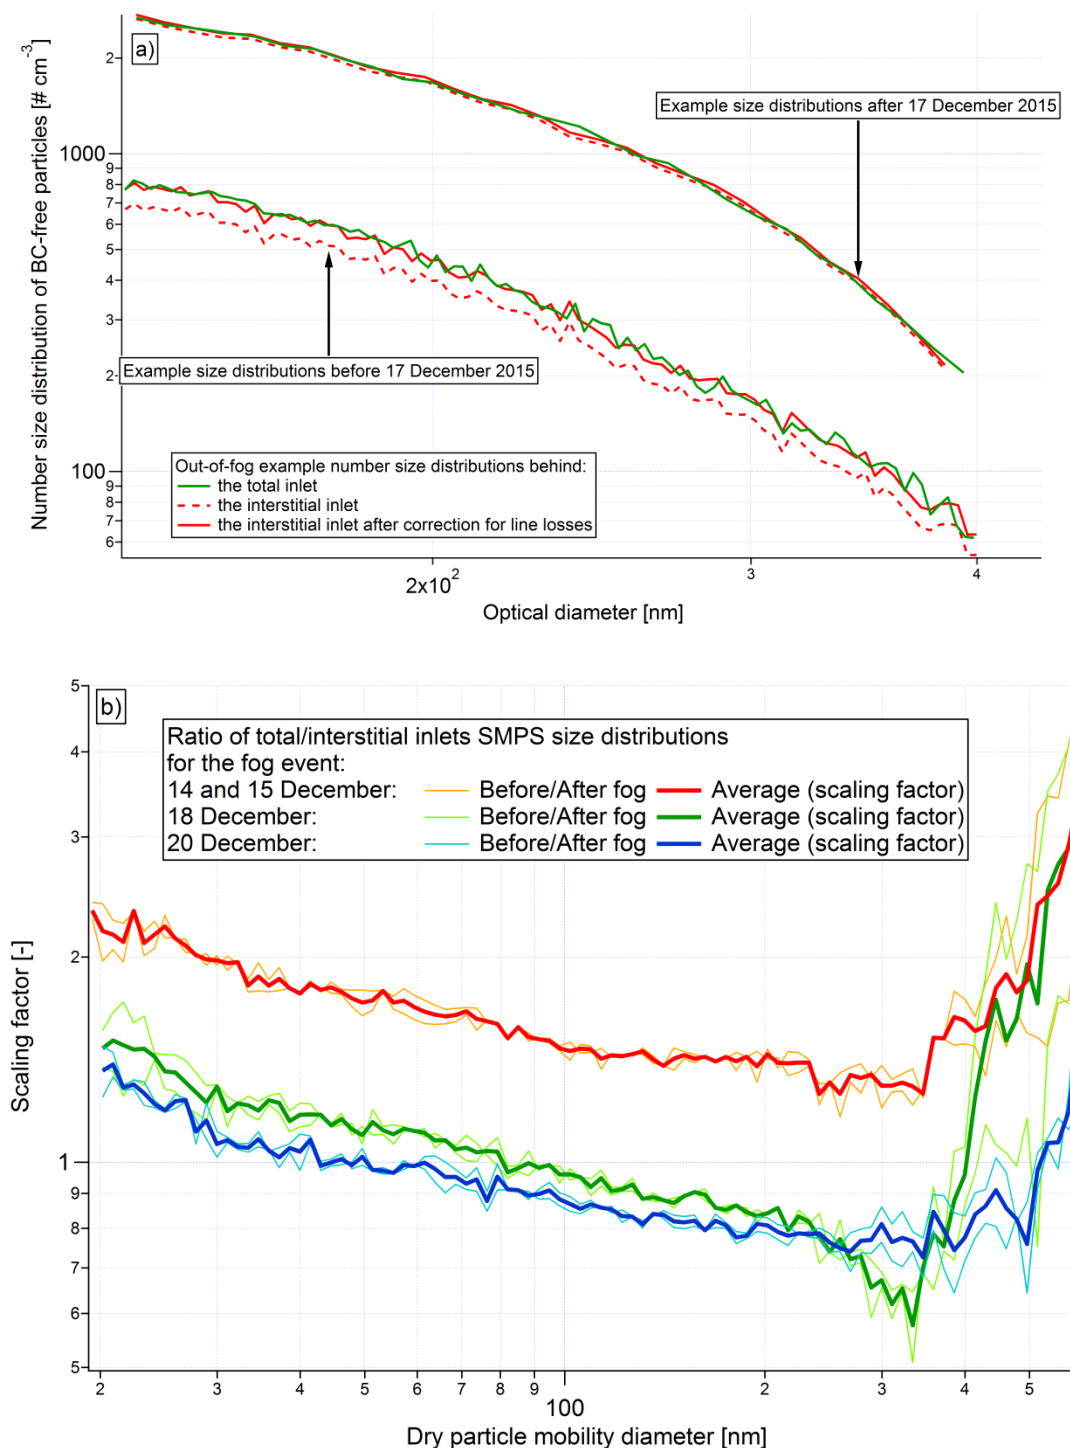 a)
Number size distribution of BC-free particles [# cm-3]
2
1000
9
8
7
6
5
4
3
2
100
9
8
7
6
Example size distributions after 17 December 2015
Example size distributions before 17 December 2015
Out-of-fog example number size distributions behind:
the total inlet
the interstitial inlet
the interstitial inlet after correction for line losses
2x10^2
3
4
Optical diameter [nm]
b)
Scaling factor [-]
5
4
3
2
1
9
8
7
6
5
Ratio of total/interstitial inlets SMPS size distributions
for the fog event:
14 and 15 December: Before/After fog Average (scaling factor)
18 December: Before/After fog Average (scaling factor)
20 December: Before/After fog Average (scaling factor)
2 3 4 5 6 7 8 9 100 2 3 4 5
Dry particle mobility diameter [nm]